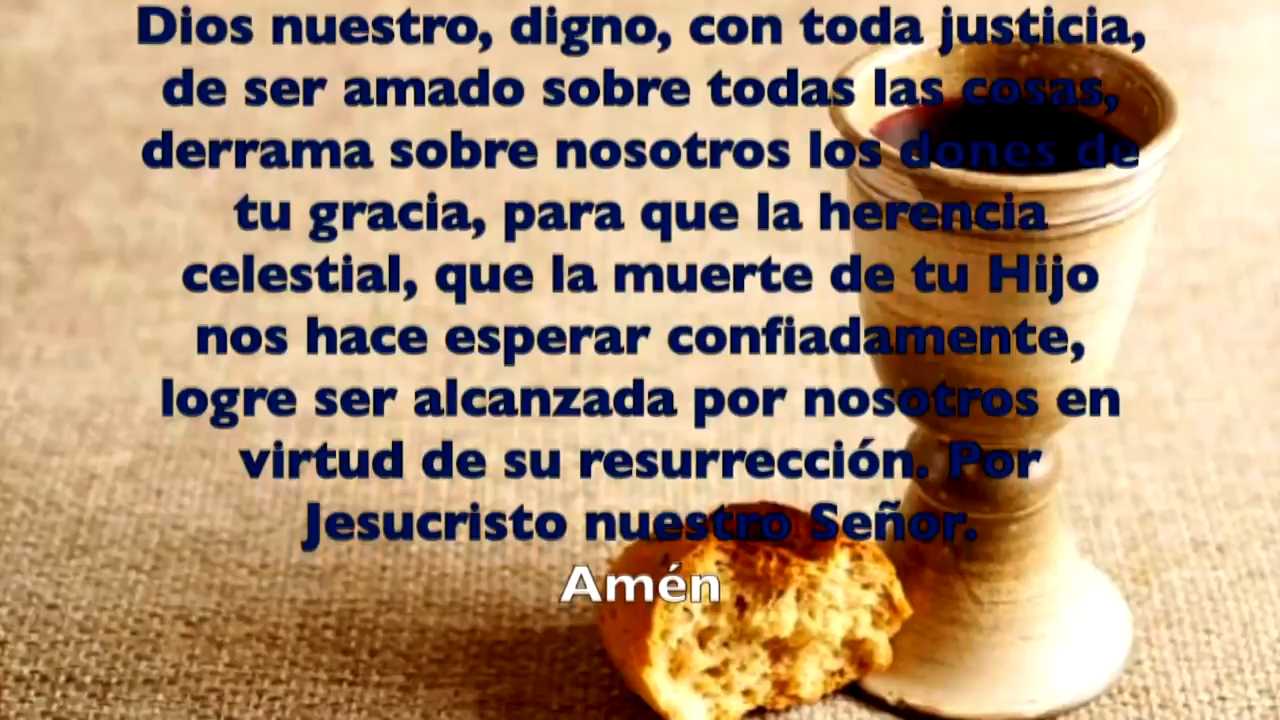 Dios nuestro, digno, con toda justicia,
de ser amado sobre todas las cosas,
derrama sobre nosotros los dones de
tu gracia, para que la herencia
celestial, que la muerte de tu Hijo
nos hace esperar confiadamente,
logre ser alcanzada por nosotros en
virtud de su resurrección. Por
Jesucristo nuestro Señor.
Amén